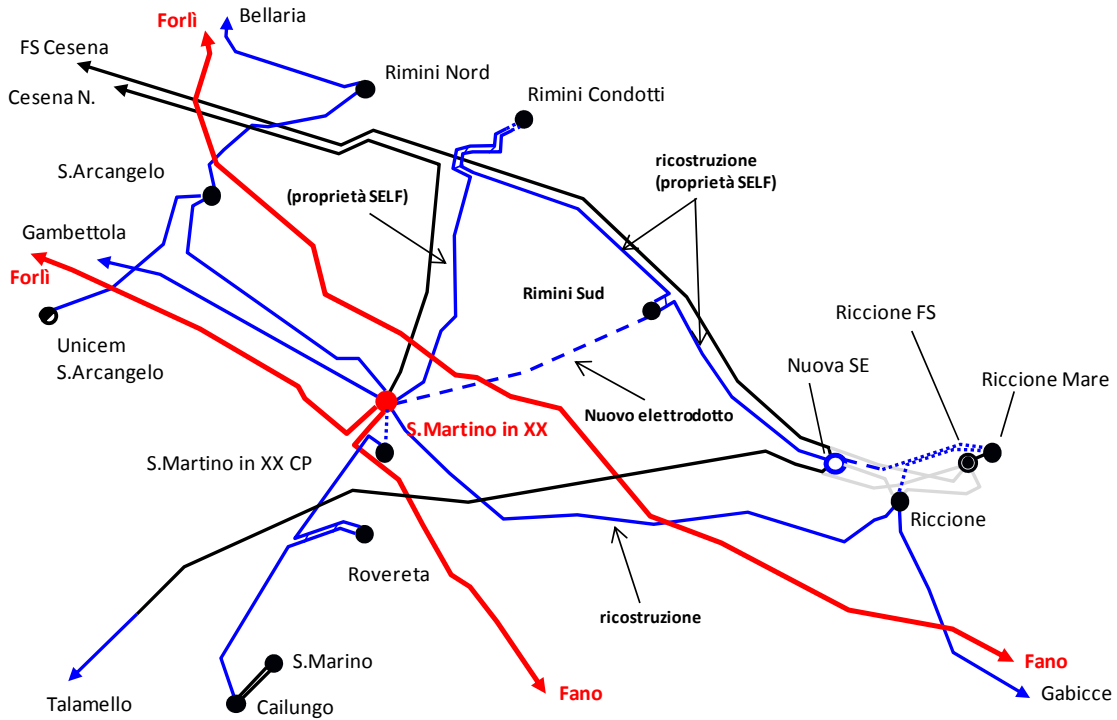 Bellaria
Forlì
FS Cesena
Rimini Nord
Cesena N.
Rimini Condotti
ricostruzione
(proprietà SELF)
S.Arcangelo
(proprietà SELF)
Gambettola
Forlì
Rimini Sud
Riccione FS
Unicem
S.Arcangelo
Nuova SE
Riccione Mare
Nuovo elettrodotto
S.Martino in XX
S.Martino in XX CP
Riccione
Rovereta
ricostruzione
S.Marino
Fano
Talamello
Cailungo
Fano
Gabicce